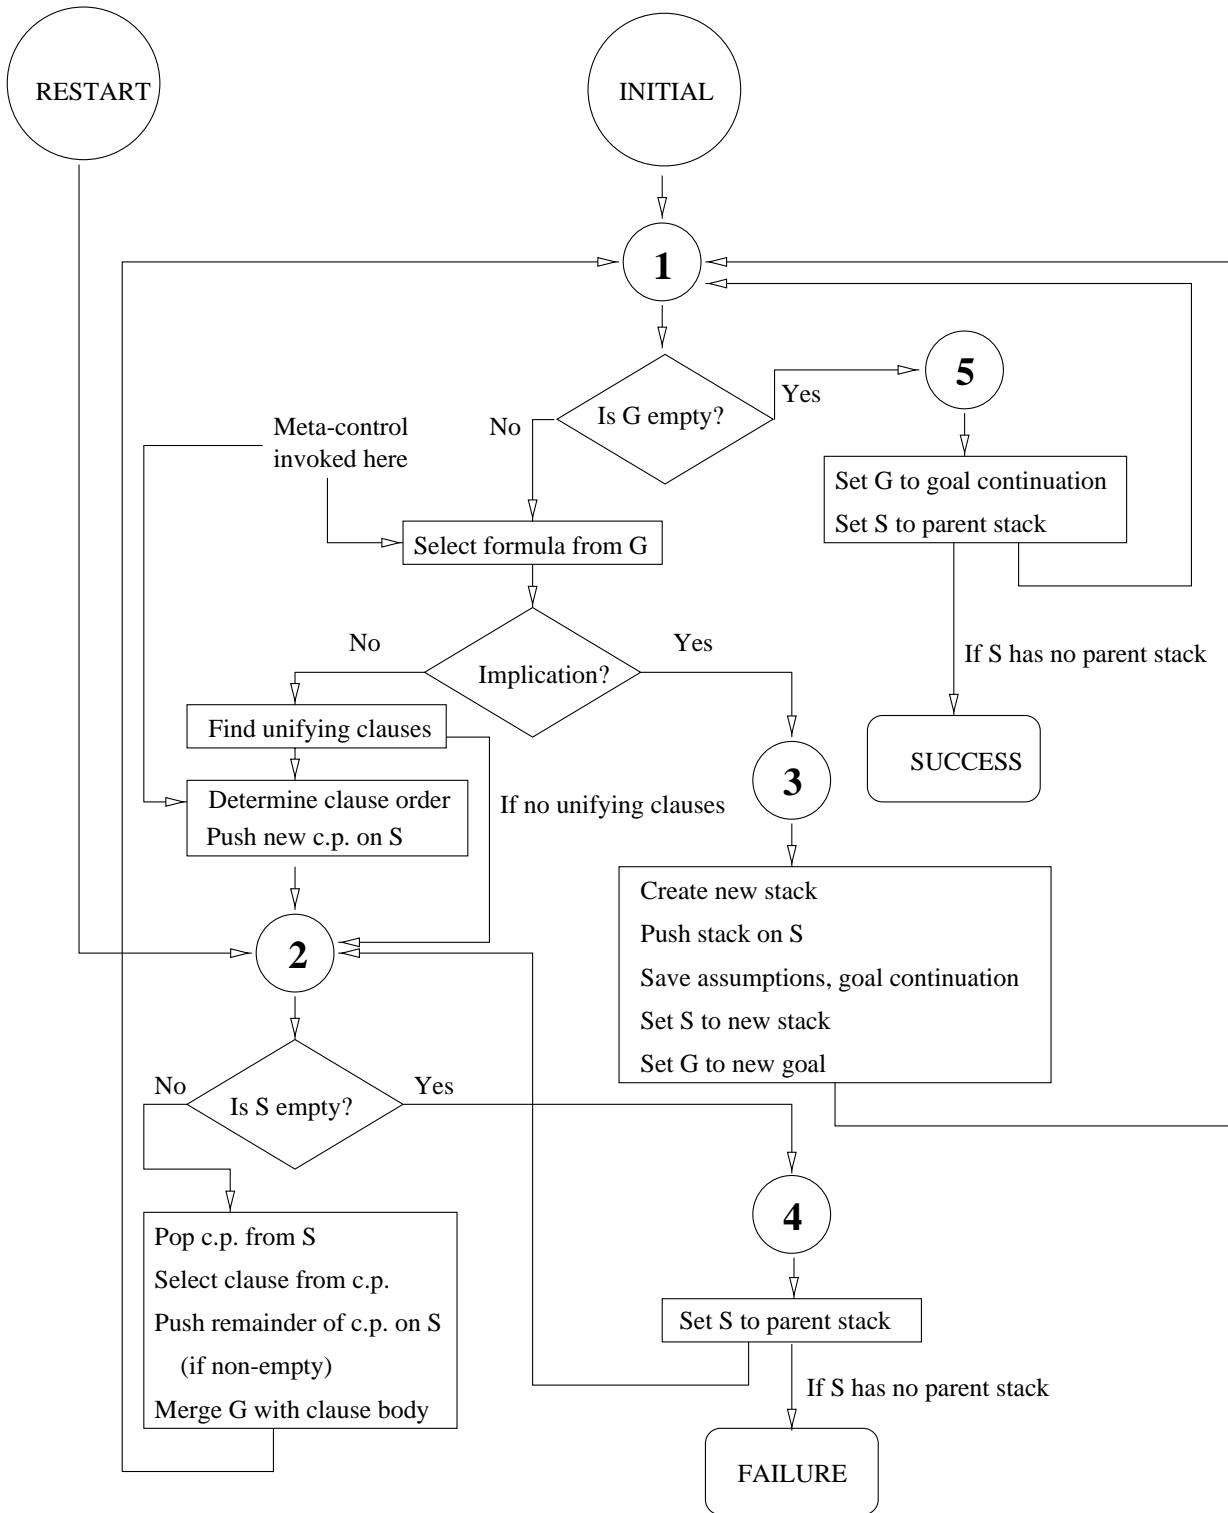 RESTART
INITIAL
1
5
Is G empty?
Yes
No
Meta-control
invoked here
Set G to goal continuation
Set S to parent stack
Select formula from G
No
Yes
Implication?
If S has no parent stack
Find unifying clauses
SUCCESS
3
Determine clause order
Push new c.p. on S
If no unifying clauses
Create new stack
Push stack on S
2
Save assumptions, goal continuation
Set S to new stack
Set G to new goal
No
Yes
Is S empty?
4
Pop c.p. from S
Select clause from c.p.
Push remainder of c.p. on S
(if non-empty)
Merge G with clause body
Set S to parent stack
If S has no parent stack
FAILURE